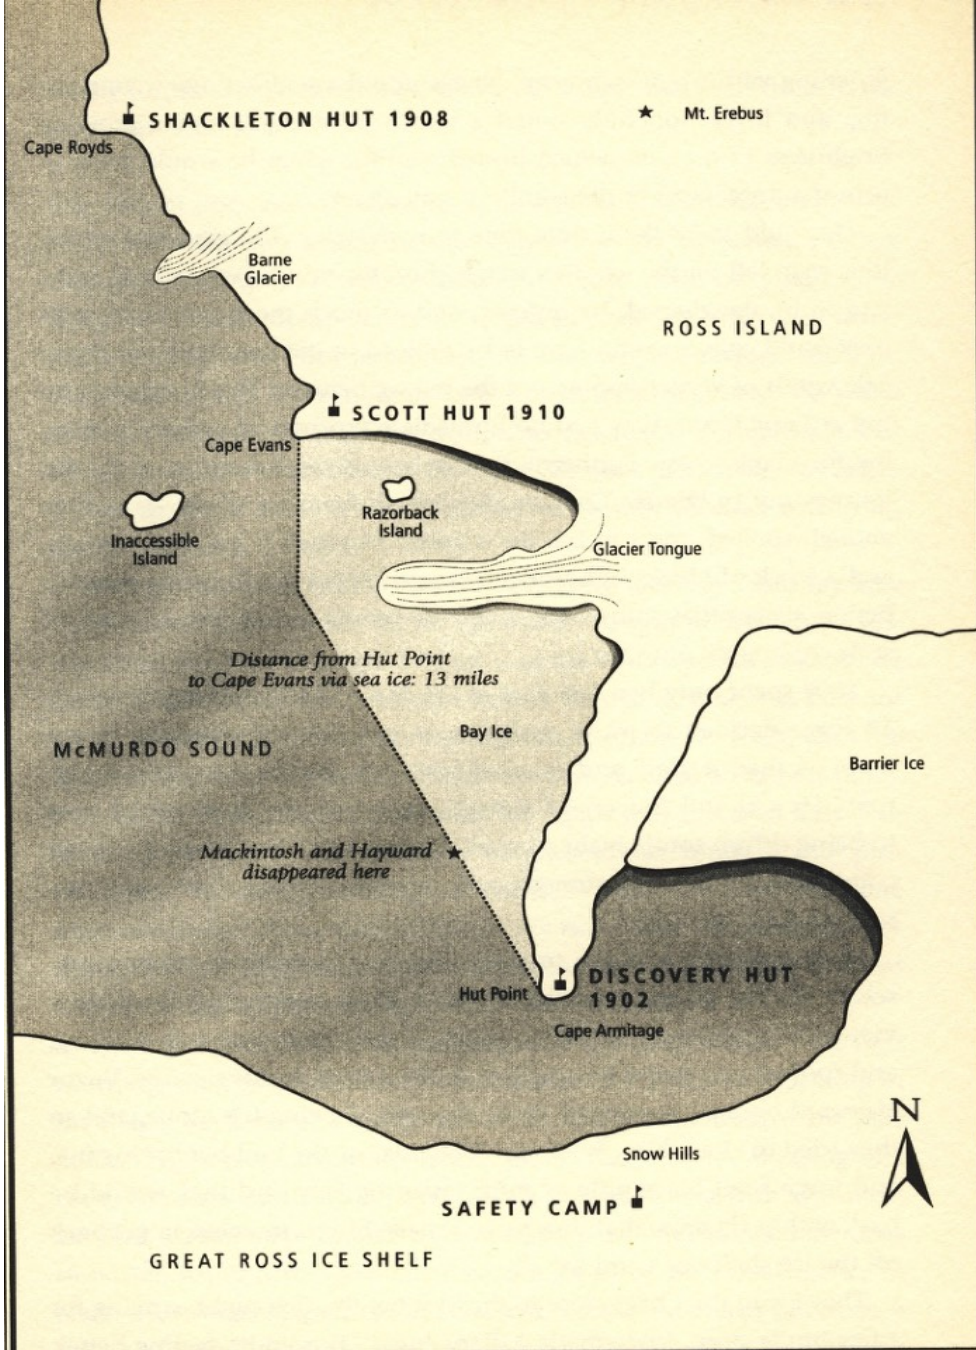 SHACKLETON HUT 1908
Mt. Erebus
Cape Royds
Barne
Glacier
ROSS ISLAND
SCOTT HUT 1910
Cape Evans
Razorback
Island
Inaccessible
Island
Glacier Tongue
Distance from Hut Point
to Cape Evans via sea ice: 13 miles
Bay Ice
McMURDO SOUND
Barrier Ice
Mackintosh and Hayward
disappeared here
DISCOVERY HUT
1902
Hut Point
Cape Armitage
N
Snow Hills
SAFETY CAMP
GREAT ROSS ICE SHELF